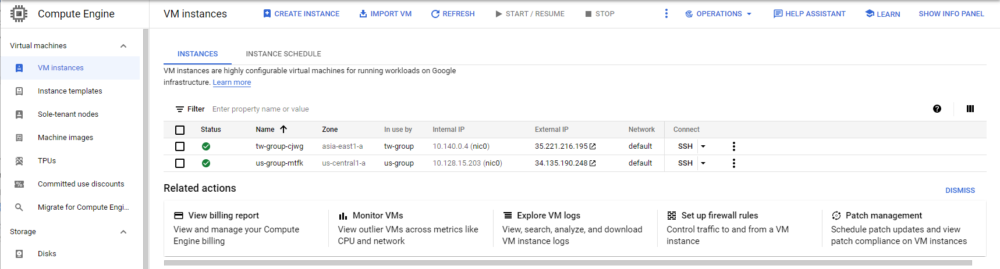 Compute Engine
VM instances
CREATE INSTANCE
IMPORT VM
REFRESH
START / RESUME
STOP
OPERATIONS
HELP ASSISTANT
LEARN
SHOW INFO PANEL
Virtual machines
VM instances
Instance templates
Sole-tenant nodes
Machine images
TPUs
Committed use discounts
Migrate for Compute Engi...
Storage
Disks
INSTANCES
INSTANCE SCHEDULE
VM instances are highly configurable virtual machines for running workloads on Google
infrastructure. Learn more
Filter Enter property name or value
Status Name Zone In use by Internal IP External IP Network Connect
tw-group-cjwg asia-east1-a tw-group 10.140.0.4 (nic0) 35.221.216.195 default SSH
us-group-mtfk us-central1-a us-group 10.128.15.203 (nic0) 34.135.190.248 default SSH
Related actions
DISMISS
View billing report
View and manage your Compute
Engine billing
Monitor VMs
View outlier VMs across metrics like
CPU and network
Explore VM logs
View, search, analyze, and download
VM instance logs
Set up firewall rules
Control traffic to and from a VM
instance
Patch management
Schedule patch updates and view
patch compliance on VM instances